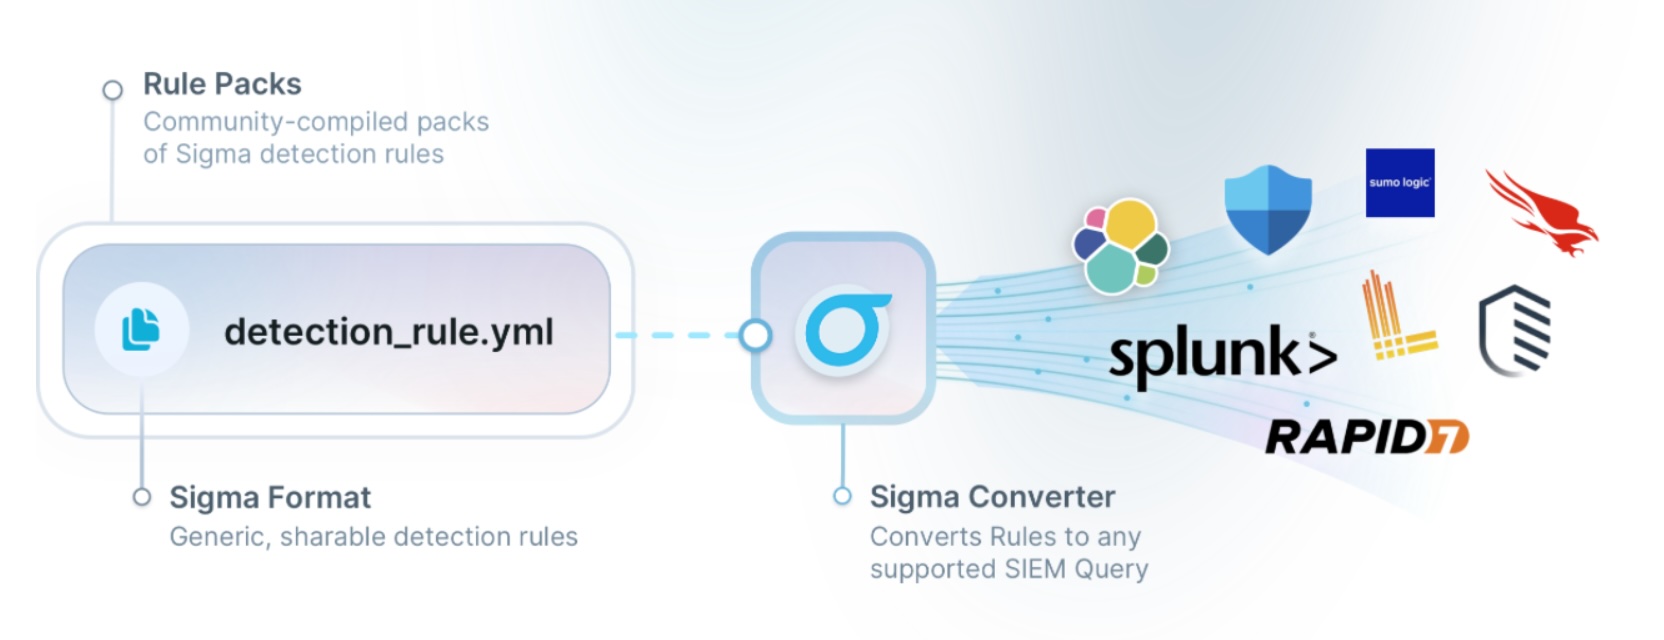 Rule Packs
Community-compiled packs
of Sigma detection rules
detection_rule.yml
Sigma Format
Generic, sharable detection rules
Sigma Converter
Converts Rules to any
supported SIEM Query
sumo logic
splunk>
RAPID7